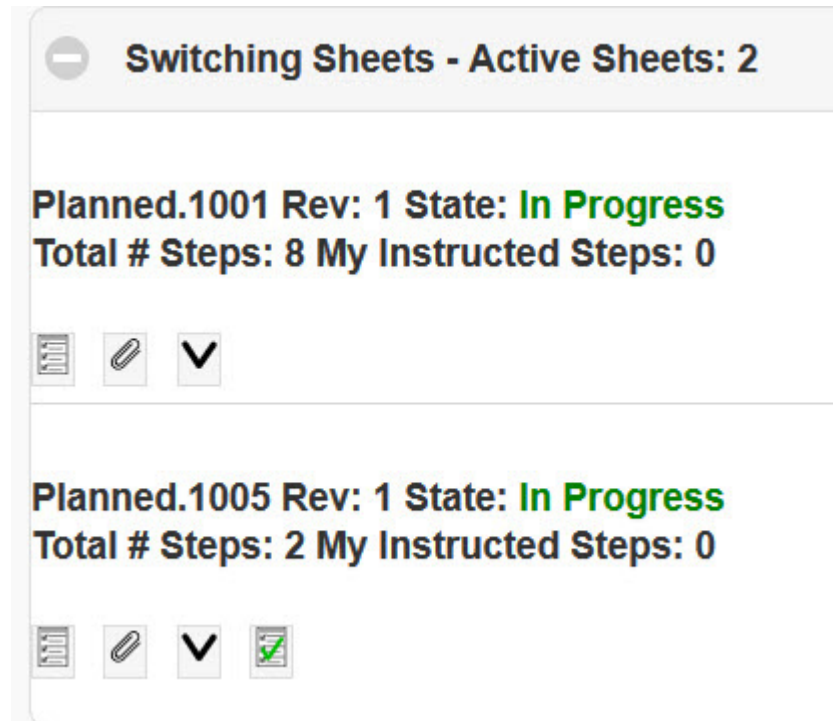 Switching Sheets - Active Sheets: 2
Planned.1001 Rev: 1 State: In Progress
Total # Steps: 8 My Instructed Steps: 0
Planned.1005 Rev: 1 State: In Progress
Total # Steps: 2 My Instructed Steps: 0